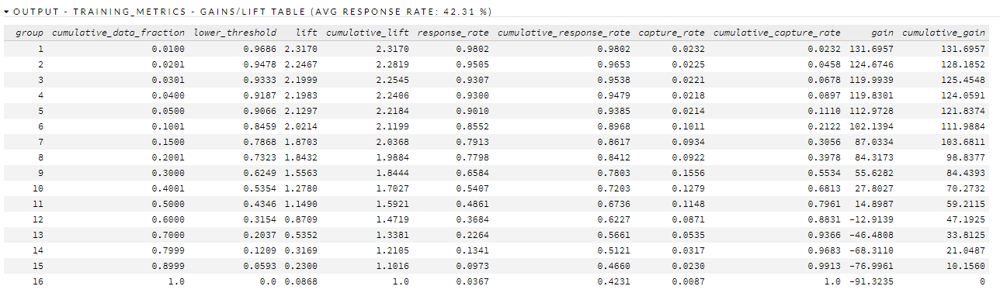 OUTPUT - TRAINING_METRICS - GAINS/LIFT TABLE (AVG RESPONSE RATE: 42.31 %)
group cumulative_data_fraction lower_threshold lift cumulative_lift response_rate cumulative_response_rate capture_rate cumulative_capture_rate gain cumulative_gain
1 0.0100 0.9686 2.3170 2.3170 0.9802 0.9802 0.0232 0.0232 131.6957 131.6957
2 0.0201 0.9478 2.2467 2.2819 0.9505 0.9653 0.0225 0.0458 124.6746 128.1852
3 0.0301 0.9333 2.1999 2.2545 0.9307 0.9538 0.0221 0.0678 119.9939 125.4548
4 0.0400 0.9187 2.1983 2.2406 0.9300 0.9479 0.0218 0.0897 119.8301 124.0591
5 0.0500 0.9066 2.1297 2.2184 0.9010 0.9385 0.0214 0.1110 112.9728 121.8374
6 0.1001 0.8459 2.0214 2.1199 0.8552 0.8968 0.1011 0.2122 102.1394 111.9884
7 0.1500 0.7868 1.8703 2.0368 0.7913 0.8617 0.0934 0.3056 87.0334 103.6811
8 0.2001 0.7323 1.8432 1.9884 0.7798 0.8412 0.0922 0.3978 84.3173 98.8377
9 0.3000 0.6249 1.5563 1.8444 0.6584 0.7803 0.1556 0.5534 55.6282 84.4393
10 0.4001 0.5354 1.2780 1.7027 0.5407 0.7203 0.1279 0.6813 27.8027 70.2732
11 0.5000 0.4346 1.1490 1.5921 0.4861 0.6736 0.1148 0.7961 14.8987 59.2115
12 0.6000 0.3154 0.8709 1.4719 0.3684 0.6227 0.0871 0.8831 -12.9139 47.1925
13 0.7000 0.2037 0.5352 1.3381 0.2264 0.5661 0.0535 0.9366 -46.4808 33.8125
14 0.7999 0.1209 0.3169 1.2105 0.1341 0.5121 0.0317 0.9683 -68.3110 21.0487
15 0.8999 0.0593 0.2300 1.1016 0.0973 0.4660 0.0230 0.9913 -76.9961 10.1560
16 1.0 0.0 0.0868 1.0 0.0367 0.4231 0.0087 1.0 -91.3235 0